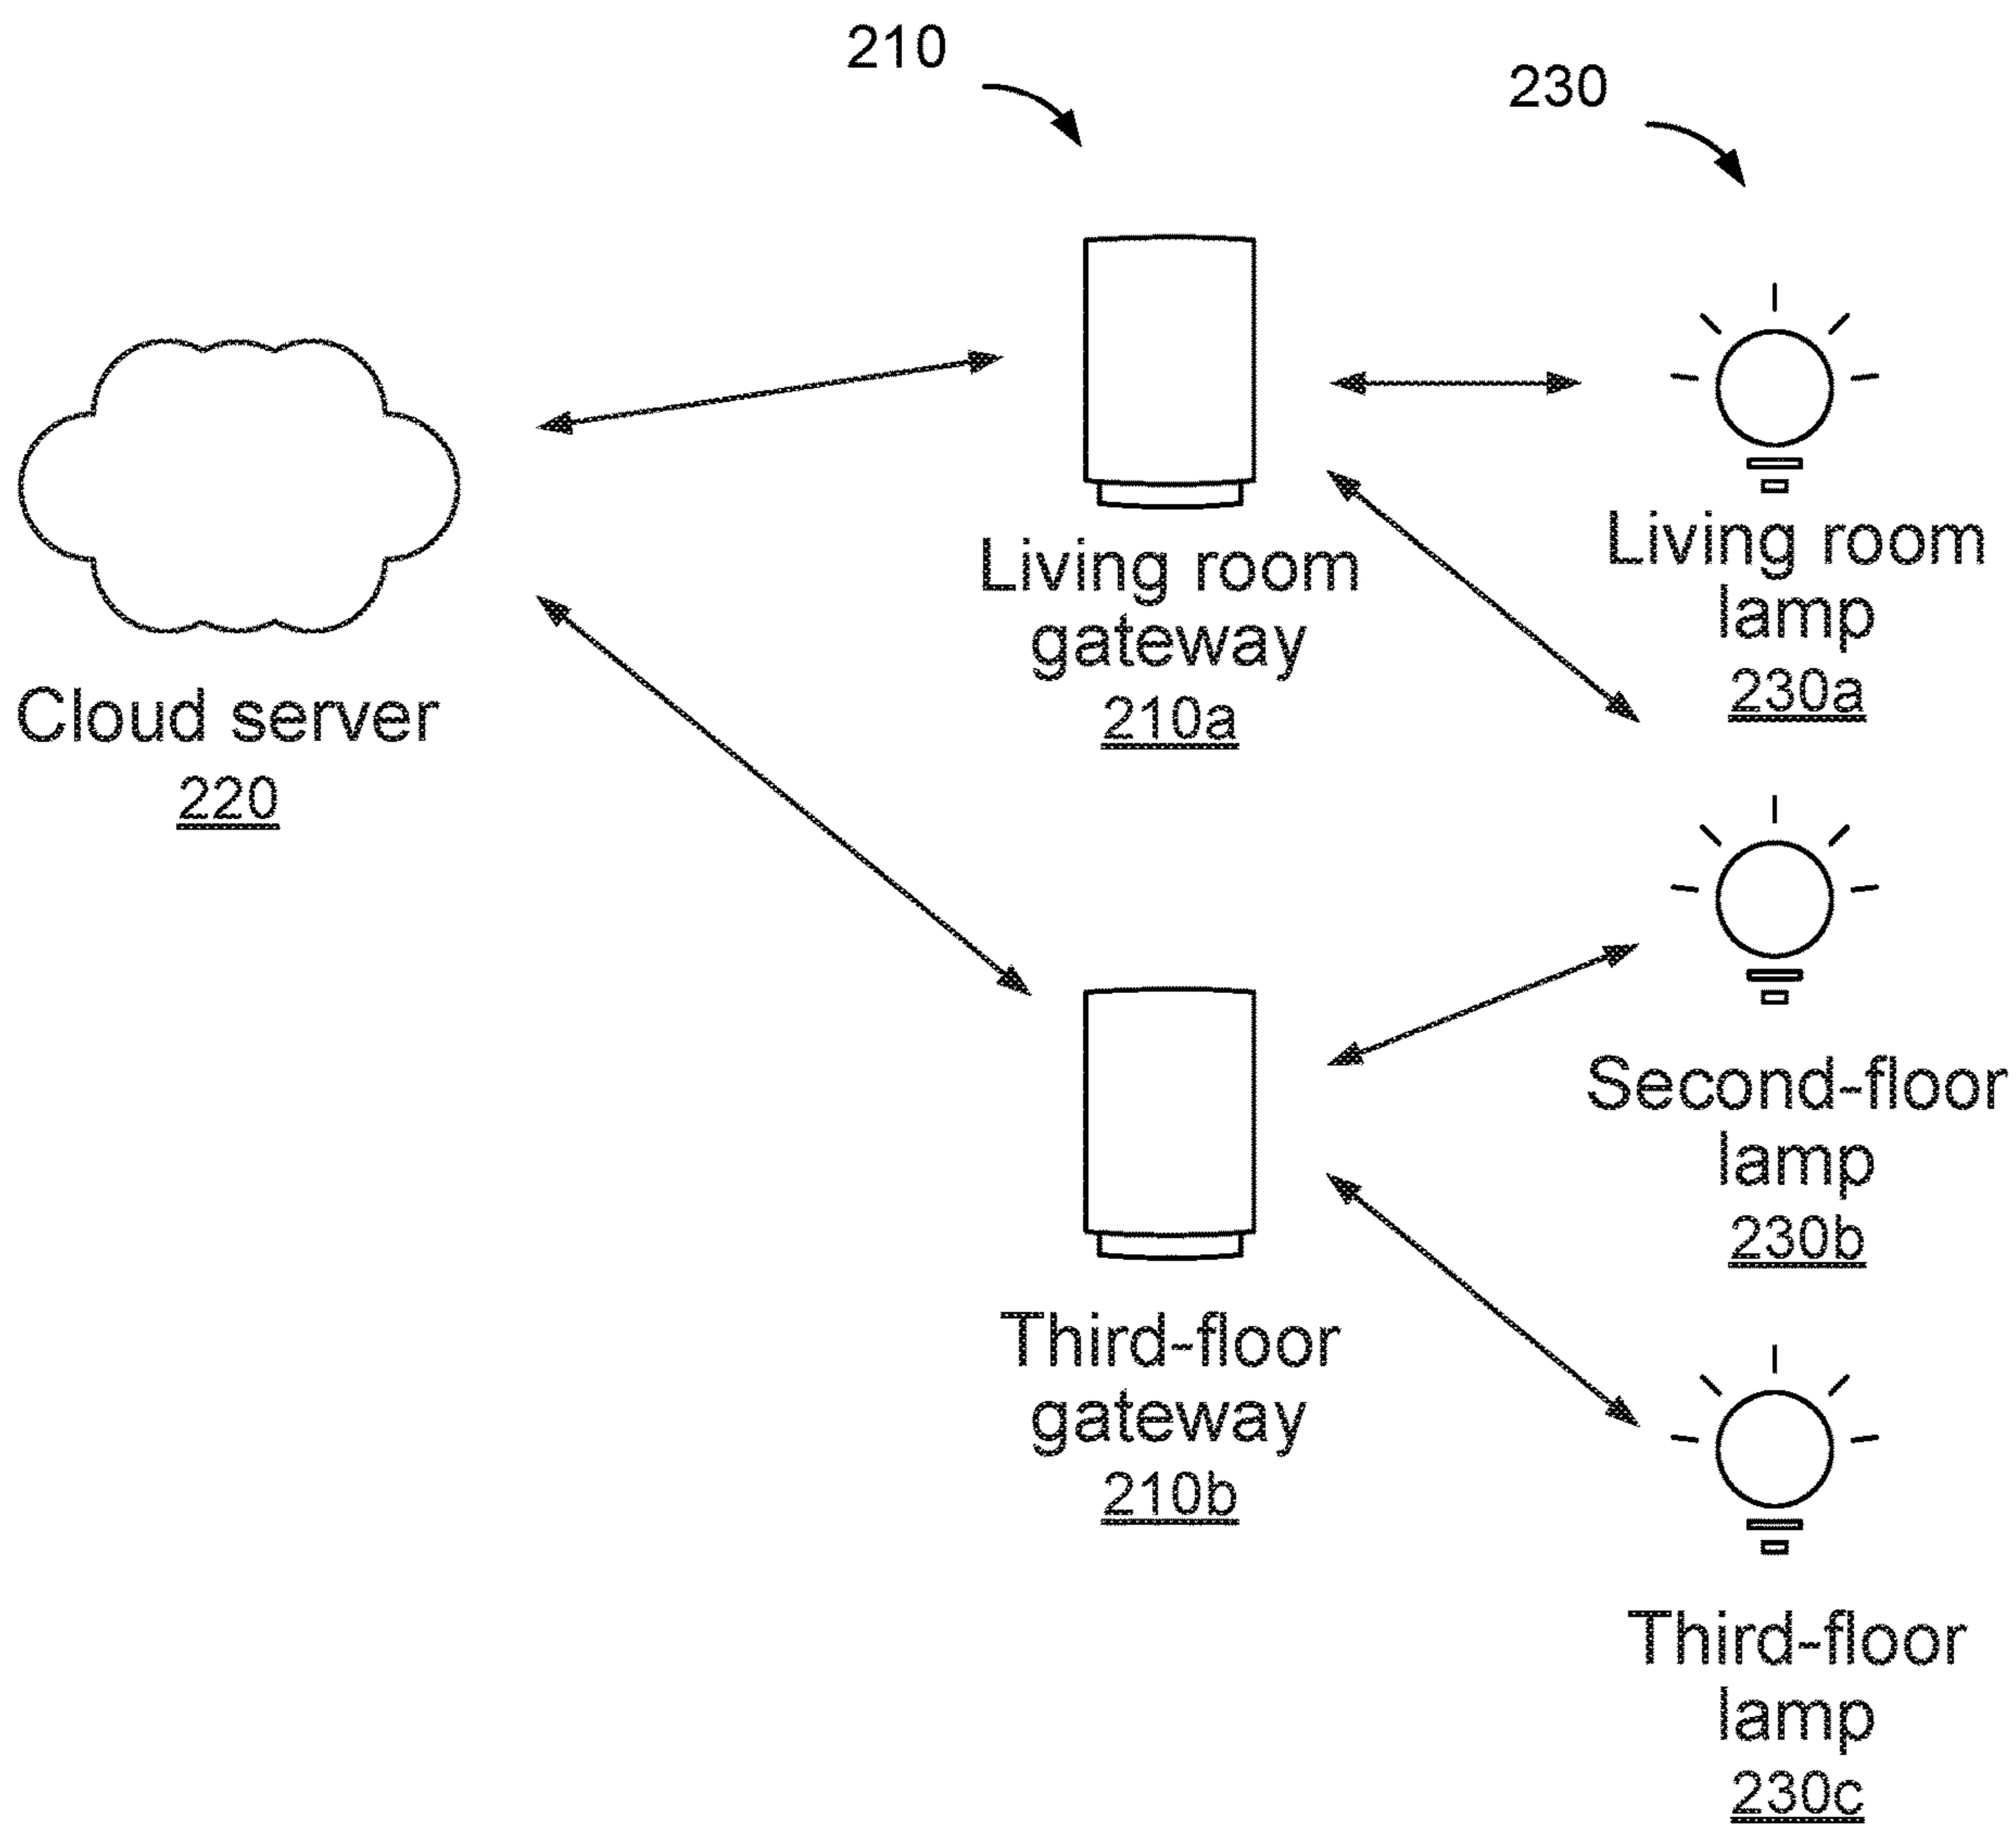 210
230
Living room
gateway
210a
Living room
lamp
230a
Cloud server
220
Second-floor
lamp
230b
Third-floor
gateway
210b
Third-floor
lamp
230c